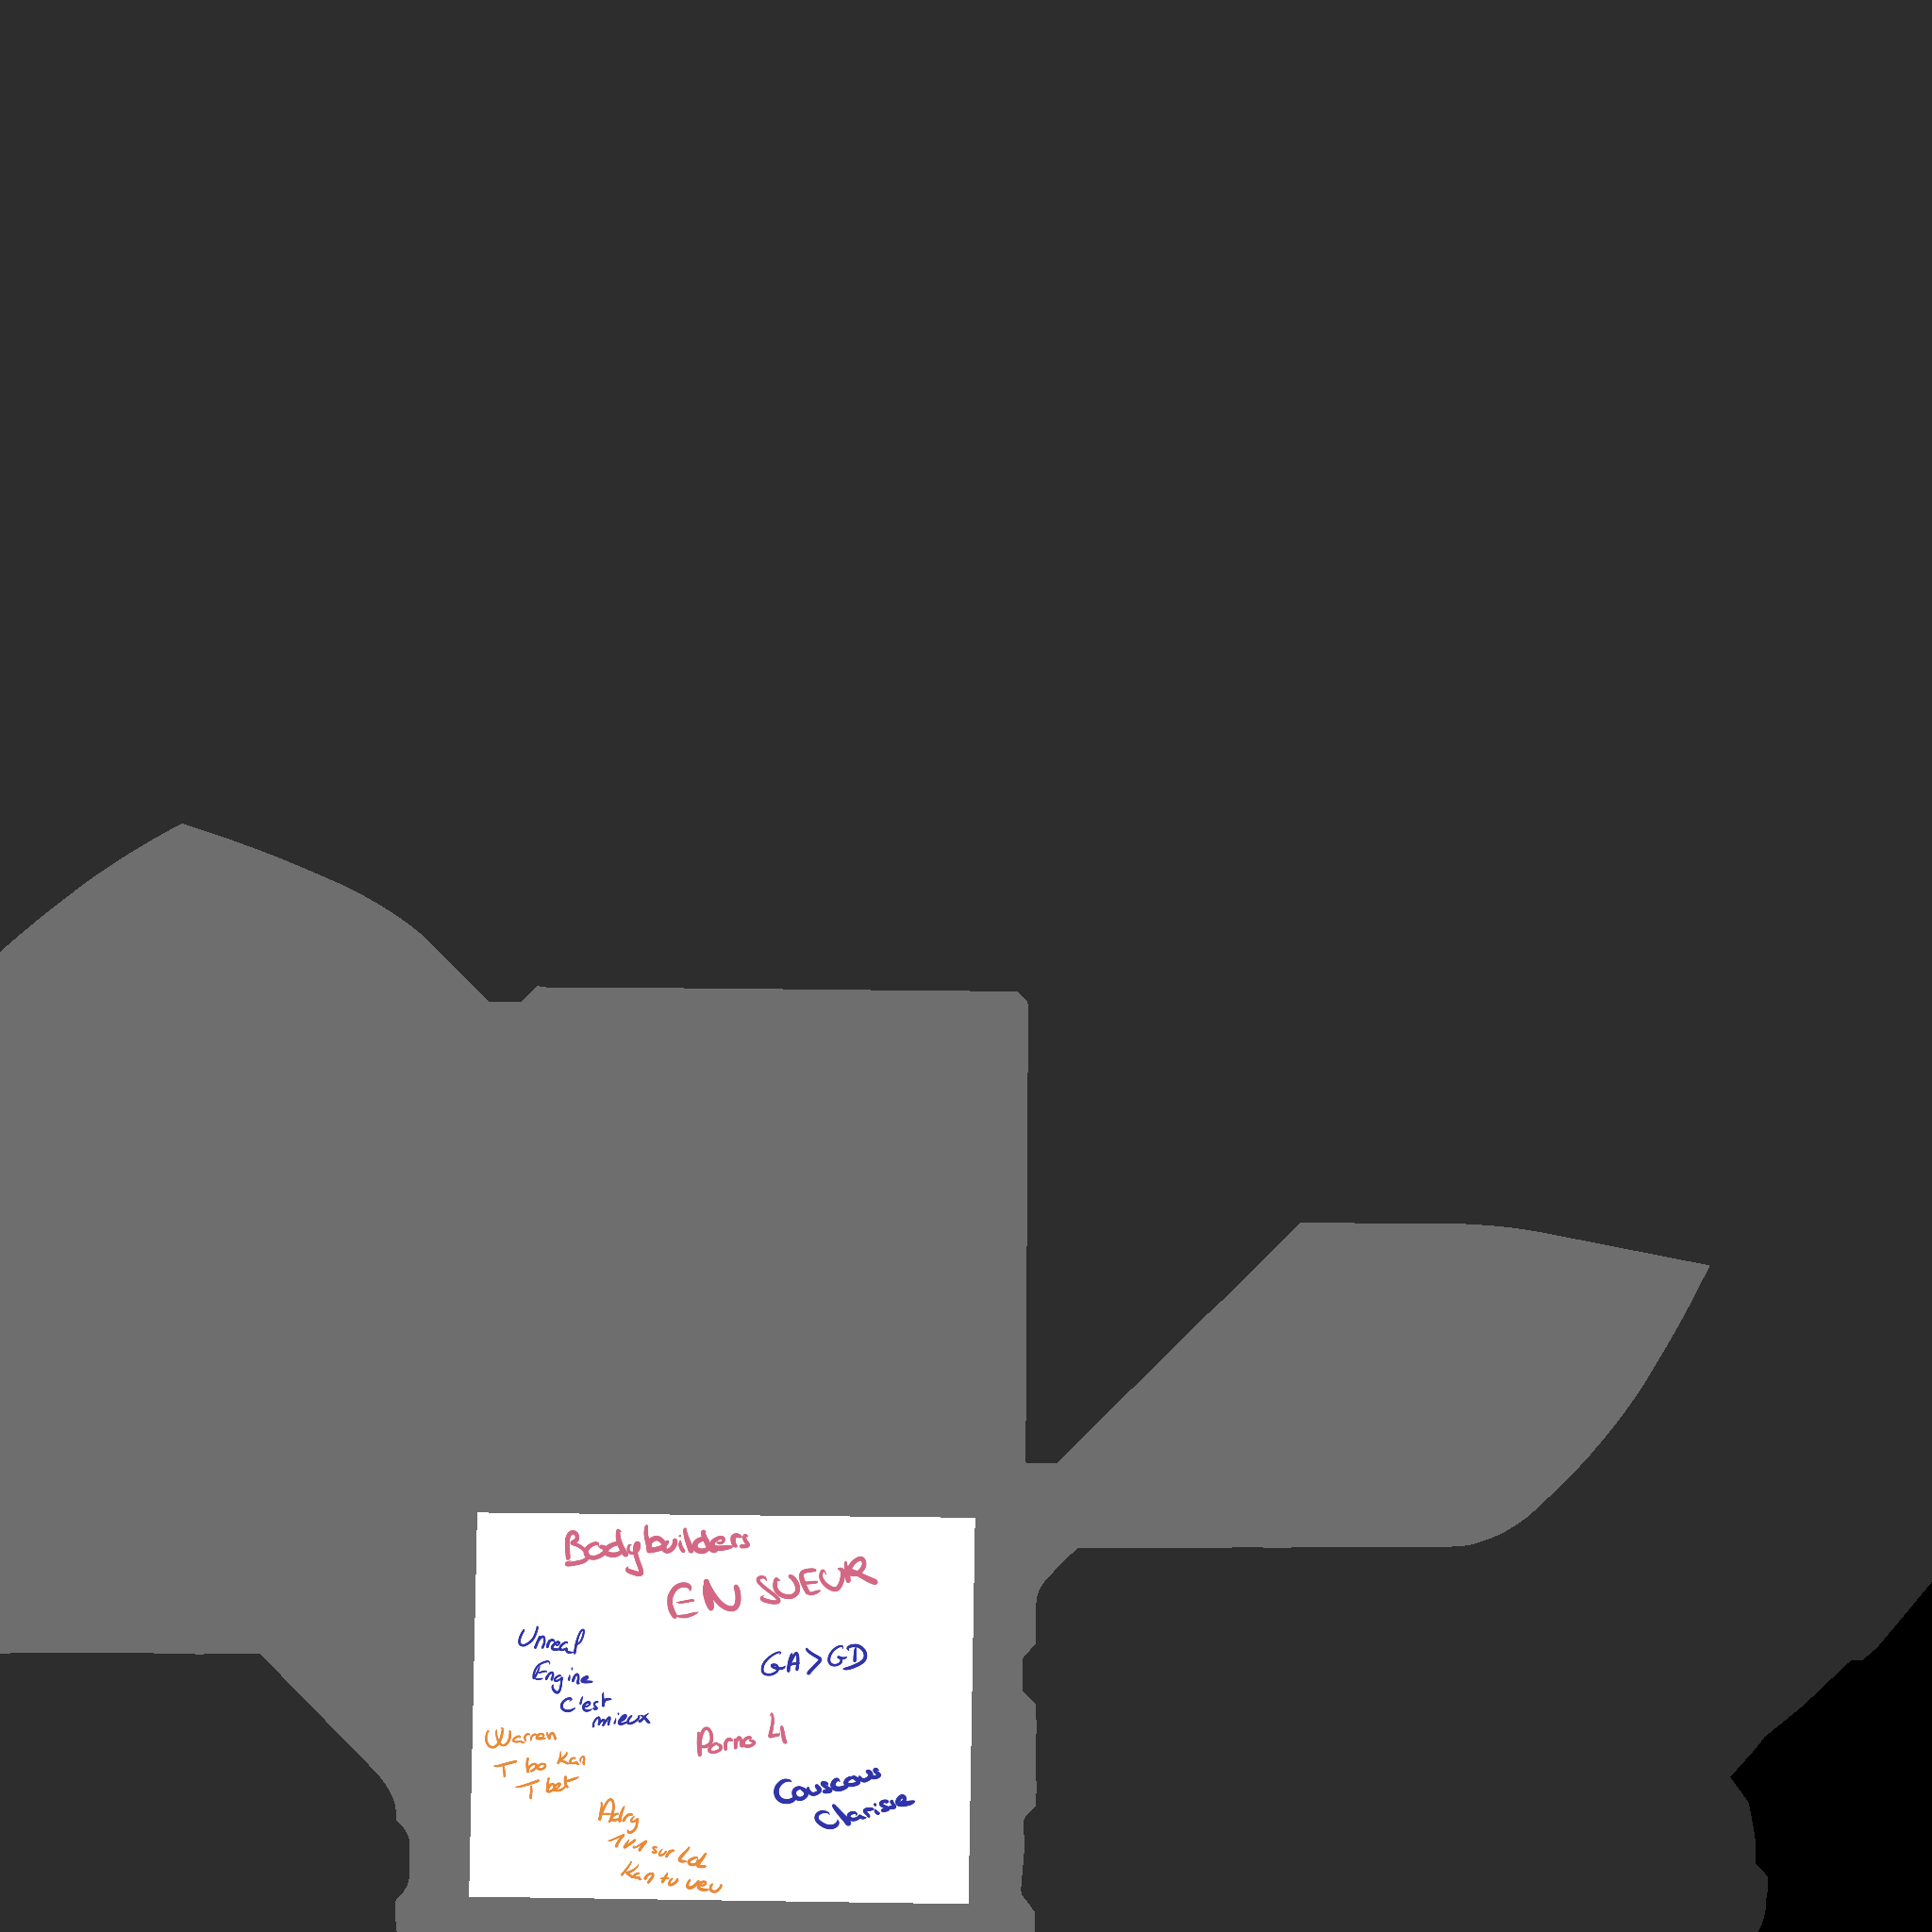 Bodybuilders
EN SUEUR
Unreal
Engine
C'est
mieux
GA>GD
Warren
T bo Kan
T bet
Porno 4
Couscous
Adry
1V1 sur Lol
Kan tu veu